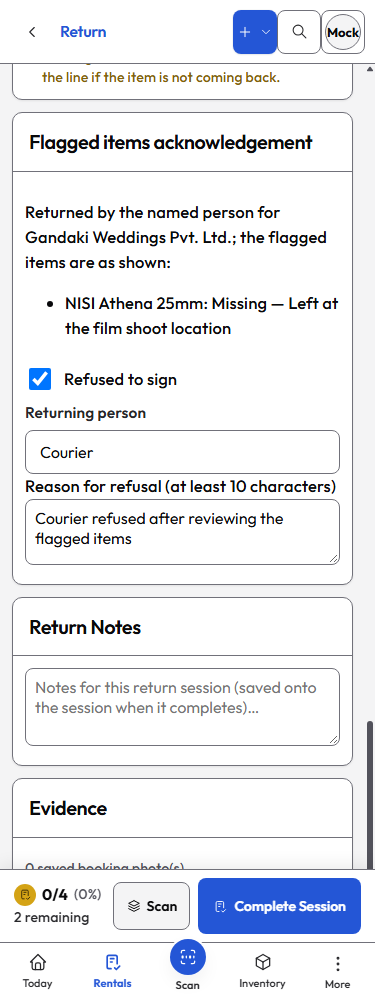 Return
Mock
the line if the item is not coming back.
Flagged items acknowledgement
Returned by the named person for
Gandaki Weddings Pvt. Ltd.; the flagged
items are as shown:
NISI Athena 25mm: Missing — Left at
the film shoot location
Refused to sign
Returning person
Courier
Reason for refusal (at least 10 characters)
Courier refused after reviewing the
flagged items
Return Notes
Notes for this return session (saved onto
the session when it completes)...
Evidence
0 saved booking photo(s)
0/4 (0%)
2 remaining
Scan
Complete Session
Today
Rentals
Scan
Inventory
More